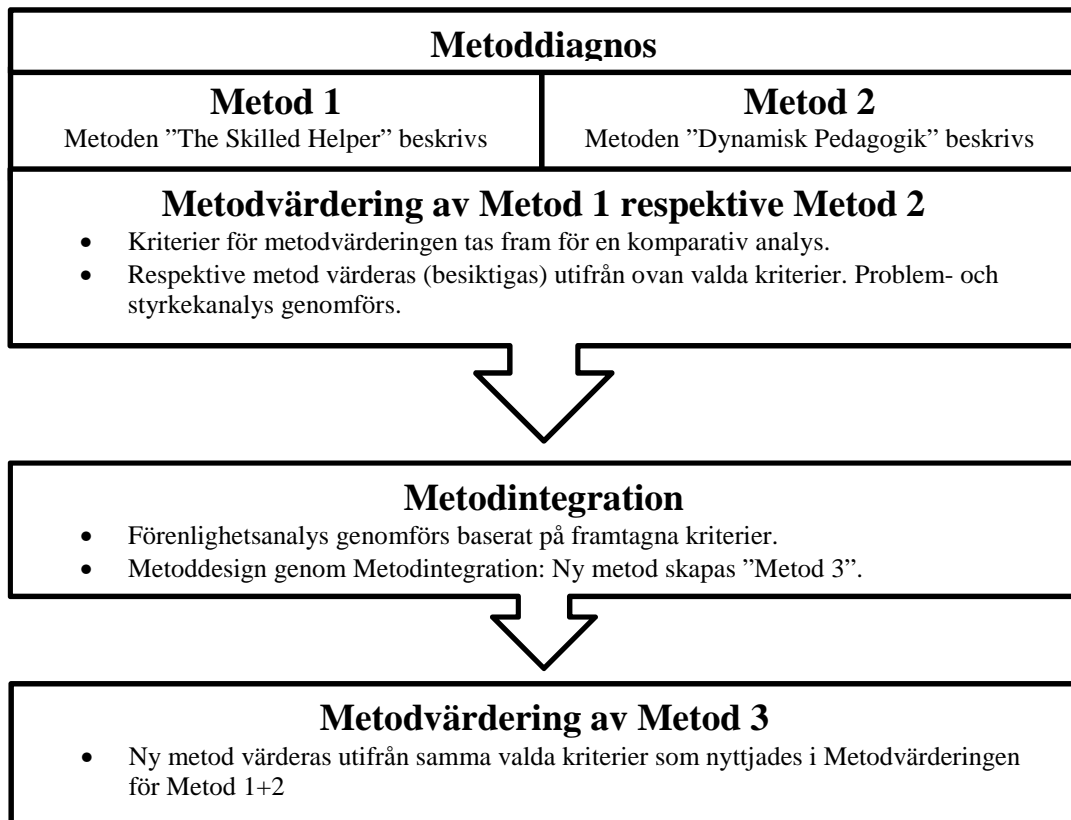 Metoddiagnos
Metod 1
Metoden ”The Skilled Helper” beskrivs
Metod 2
Metoden ”Dynamisk Pedagogik” beskrivs
Metodvärdering av Metod 1 respektive Metod 2
• Kriterier för metodvärderingen tas fram för en komparativ analys.
• Respektive metod värderas (besiktigas) utifrån ovan valda kriterier. Problem- och
styrkekanalys genomförs.
Metodintegration
• Förenlighetsanalys genomförs baserat på framtagna kriterier.
• Metoddesign genom Metodintegration: Ny metod skapas ”Metod 3”.
Metodvärdering av Metod 3
• Ny metod värderas utifrån samma valda kriterier som nyttjades i Metodvärderingen
för Metod 1+2